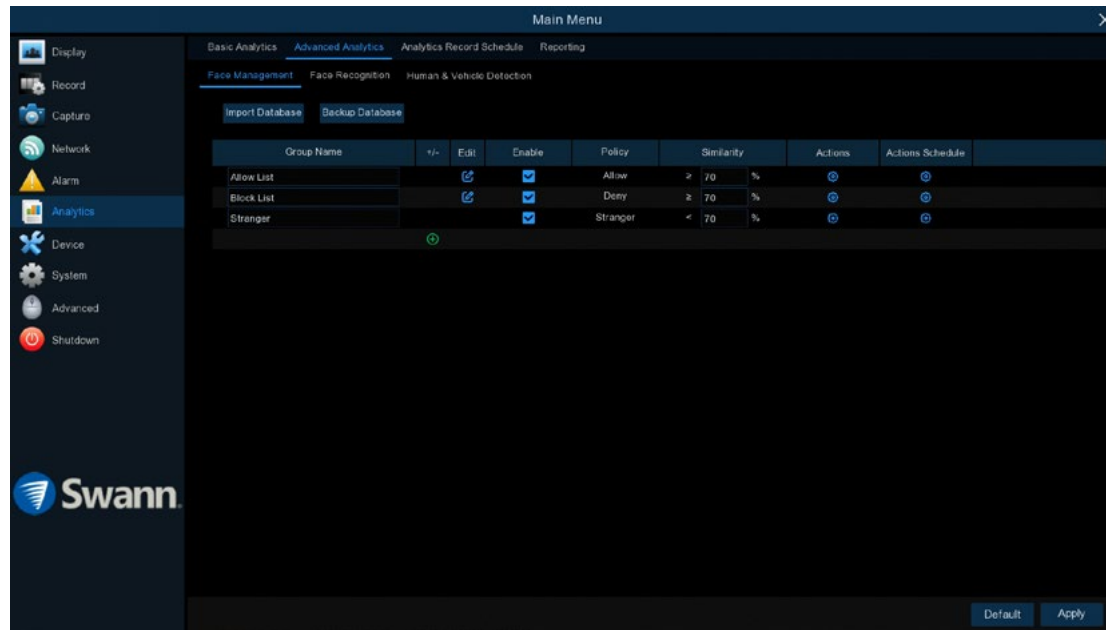 Main Menu
Display
Record
Capture
Network
Alarm
Analytics
Device
System
Advanced
Shutdown
Swann
Basic Analytics Advanced Analytics Analytics Record Schedule Reporting
Face Management Face Recognition Human & Vehicle Detection
Import Database Backup Database
Group Name +/- Edit Enable Policy Similarity Actions Actions Schedule
Allow List Allow ≥ 70 %
Block List Deny ≥ 70 %
Stranger Stranger < 70 %
Default Apply